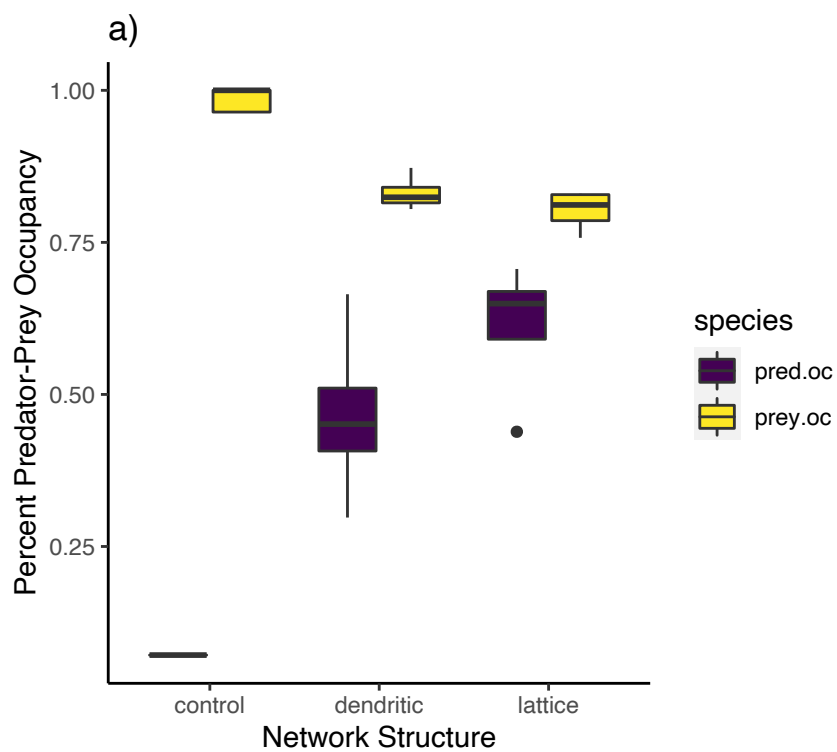 a)
Percent Predator-Prey Occupancy
1.00
0.75
0.50
0.25
control
dendritic
lattice
Network Structure
species
pred.oc
prey.oc